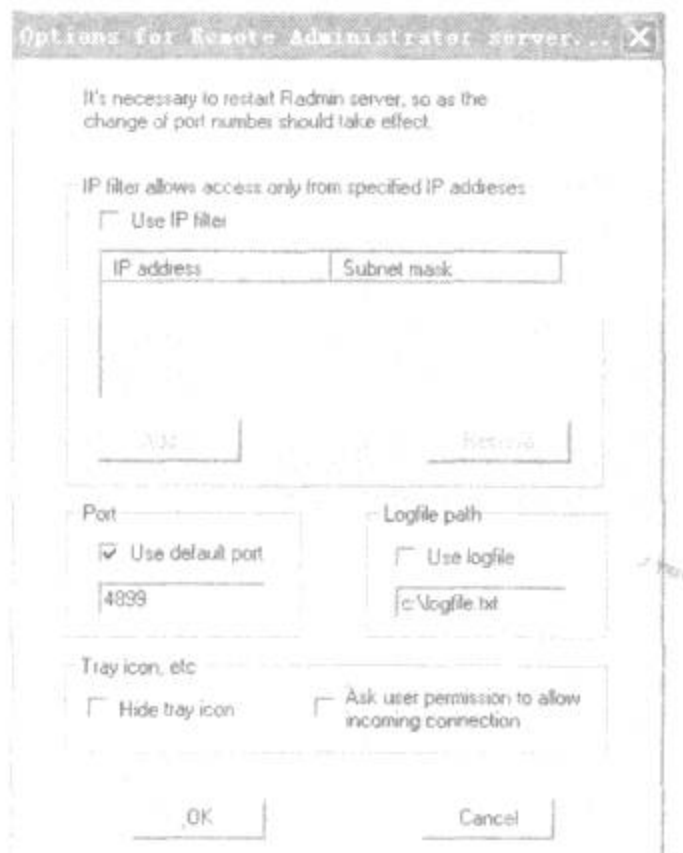 Options for Remote Administrator server...
It's necessary to restart Radmin server, so as the
change of port number should take effect.
IP filter allows access only from specified IP addreses
Use IP filter
IP address Subnet mask
Add Remove
Port
Use default port
4899
Logfile path
Use logfile
c:\logfile.txt
Tray icon, etc
Hide tray icon
Ask user permission to allow
incoming connection
OK Cancel